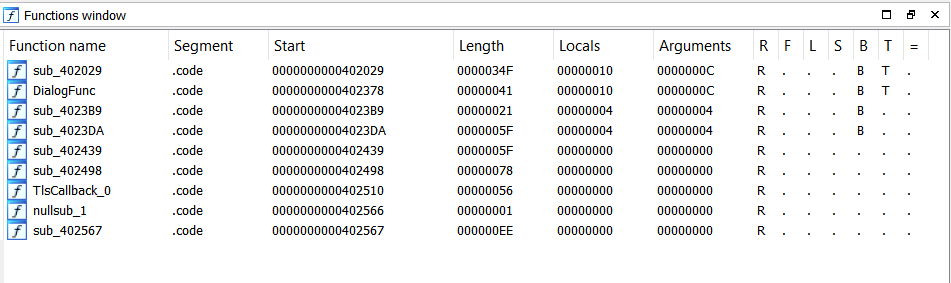 Functions window
Function name Segment Start Length Locals Arguments R F L S B T =
f sub_402029 .code 0000000000402029 0000034F 00000010 0000000C R . . . B T .
f DialogFunc .code 0000000000402378 00000041 00000010 0000000C R . . . B T .
f sub_4023B9 .code 00000000004023B9 00000021 00000004 00000004 R . . . B . .
f sub_4023DA .code 00000000004023DA 0000005F 00000004 00000004 R . . . B . .
f sub_402439 .code 0000000000402439 0000005F 00000000 00000000 R . . . . . .
f sub_402498 .code 0000000000402498 00000078 00000000 00000000 R . . . . . .
f TlsCallback_0 .code 0000000000402510 00000056 00000000 00000000 R . . . . . .
f nullsub_1 .code 0000000000402566 00000001 00000000 00000000 R . . . . . .
f sub_402567 .code 0000000000402567 000000EE 00000000 00000000 R . . . . . .